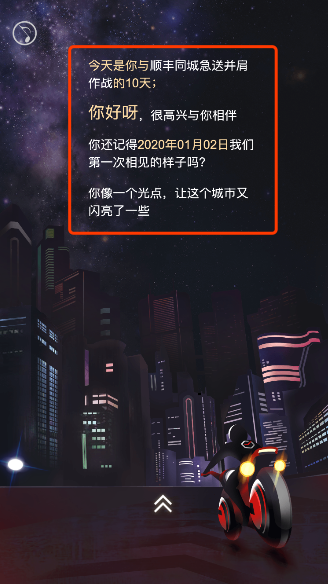 今天是你与顺丰同城急送并肩
作战的10天；
你好呀，很高兴与你相伴
你还记得2020年01月02日我们
第一次相见的样子吗?
你像一个光点，让这个城市又
闪亮了一些